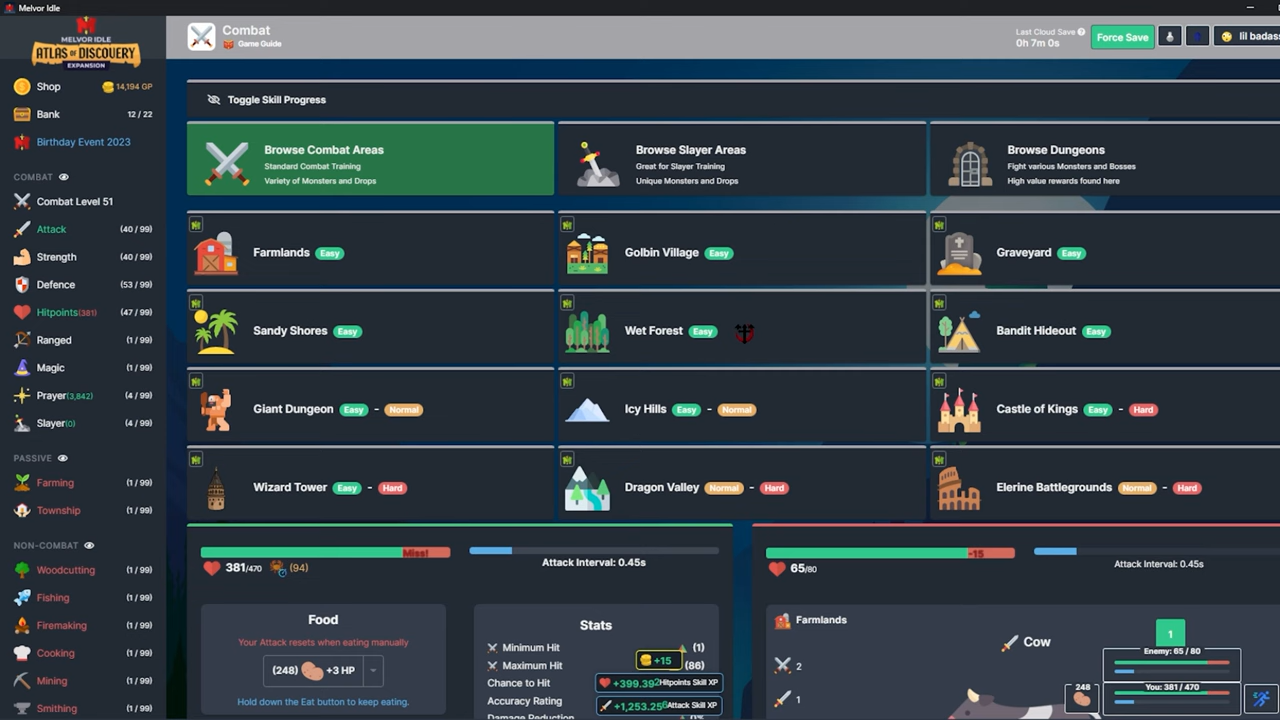 Melvor Idle
MELVOR IDLE
ATLAS OF DISCOVERY
EXPANSION
Combat
Game Guide
Last Cloud Save
0h 7m 0s
Force Save
lil badass
Shop
14,194 GP
Bank
12 / 22
Birthday Event 2023
COMBAT
Combat Level 51
Attack (40 / 99)
Strength (40 / 99)
Defence (53 / 99)
Hitpoints(381) (47 / 99)
Ranged (1 / 99)
Magic (1 / 99)
Prayer(3,842) (4 / 99)
Slayer(0) (4 / 99)
PASSIVE
Farming (1 / 99)
Township (1 / 99)
NON-COMBAT
Woodcutting (1 / 99)
Fishing (1 / 99)
Firemaking (1 / 99)
Cooking (1 / 99)
Mining (1 / 99)
Smithing (1 / 99)
Toggle Skill Progress
Browse Combat Areas
Standard Combat Training
Variety of Monsters and Drops
Browse Slayer Areas
Great for Slayer Training
Unique Monsters and Drops
Browse Dungeons
Fight various Monsters and Bosses
High value rewards found here
Farmlands Easy
Golbin Village Easy
Graveyard Easy
Sandy Shores Easy
Wet Forest Easy
Bandit Hideout Easy
Giant Dungeon Easy - Normal
Icy Hills Easy - Normal
Castle of Kings Easy - Hard
Wizard Tower Easy - Hard
Dragon Valley Normal - Hard
Elerine Battlegrounds Normal - Hard
Miss!
381/470 (94)
Attack Interval: 0.45s
Food
Your Attack resets when eating manually
(248) +3 HP
Hold down the Eat button to keep eating.
Stats
Minimum Hit (1)
Maximum Hit (86)
Chance to Hit
Accuracy Rating
Damage Reduction
+15
+399.39 Hitpoints Skill XP
+1,253.25 Attack Skill XP
-15
65/80
Attack Interval: 0.45s
Farmlands
2
1
Cow
1
Enemy: 65 / 80
You: 381 / 470
248